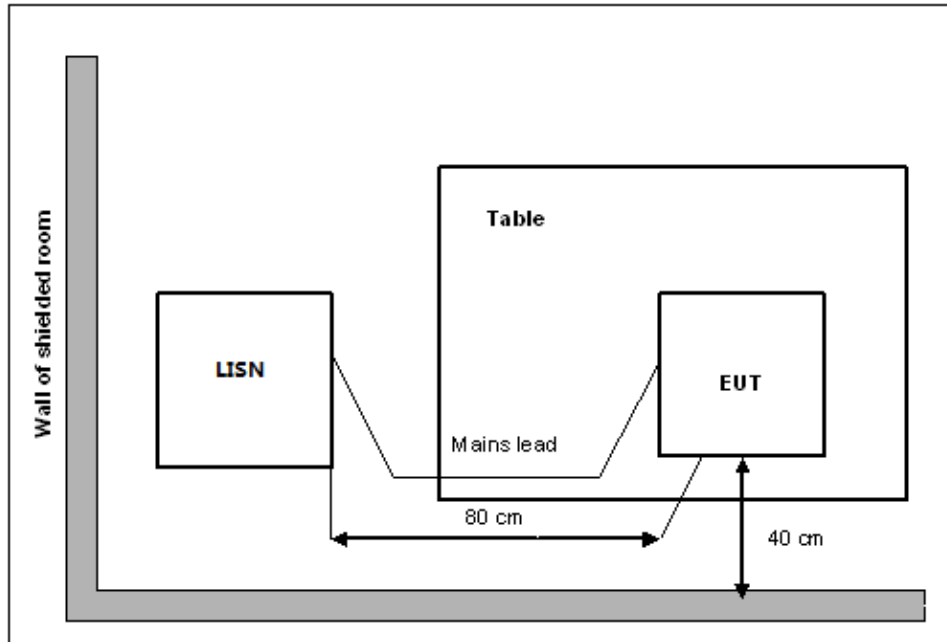 Wall of shielded room
Table
LISN
EUT
Mains lead
80 cm
40 cm